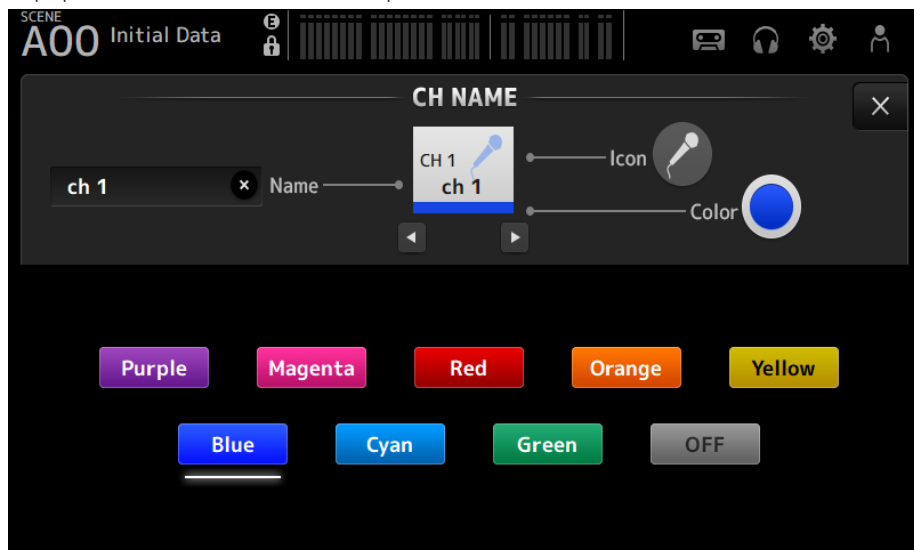 SCENE
A00 Initial Data
E
CH NAME
CH 1
ch 1
ch 1
Name
Icon
Color
Purple
Magenta
Red
Orange
Yellow
Blue
Cyan
Green
OFF